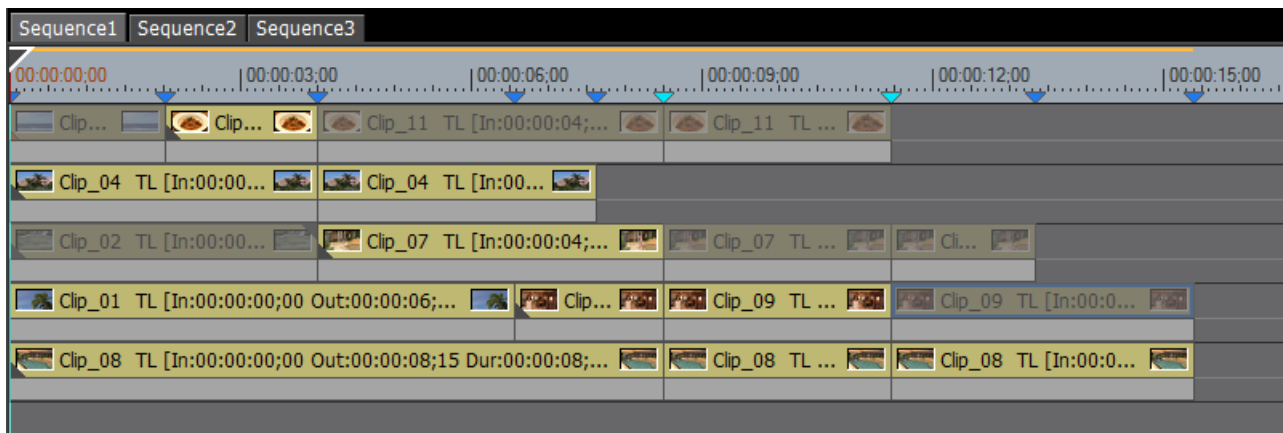 Sequence1 Sequence2 Sequence3
00:00:00;00 00:00:03;00 00:00:06;00 00:00:09;00 00:00:12;00 00:00:15;00
Clip... Clip... Clip_11 TL [In:00:00:04;... Clip_11 TL ...
Clip_04 TL [In:00:00... Clip_04 TL [In:00...
Clip_02 TL [In:00:00... Clip_07 TL [In:00:00:04;... Clip_07 TL ... Cli...
Clip_01 TL [In:00:00:00;00 Out:00:00:06;... Clip... Clip_09 TL ... Clip_09 TL [In:00:0...
Clip_08 TL [In:00:00:00;00 Out:00:00:08;15 Dur:00:00:08;... Clip_08 TL ... Clip_08 TL [In:00:0...